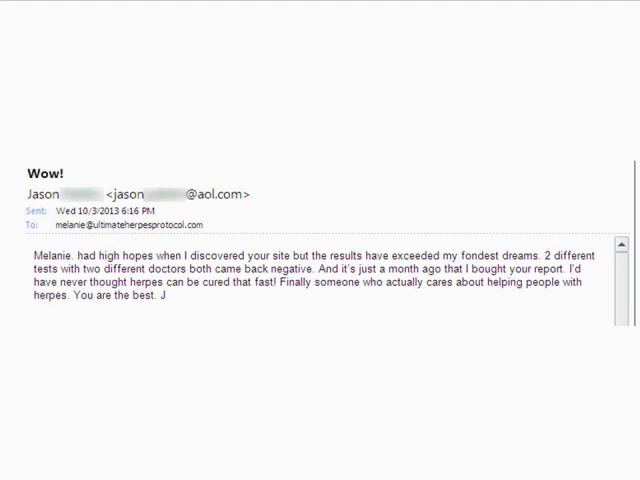 Wow!
Jason <jason @aol.com>
Sent: Wed 10/3/2013 6:16 PM
To: melanie@ultimateherpesprotocol.com
Melanie. had high hopes when I discovered your site but the results have exceeded my fondest dreams. 2 different
tests with two different doctors both came back negative. And it's just a month ago that I bought your report. I'd
have never thought herpes can be cured that fast! Finally someone who actually cares about helping people with
herpes. You are the best. J